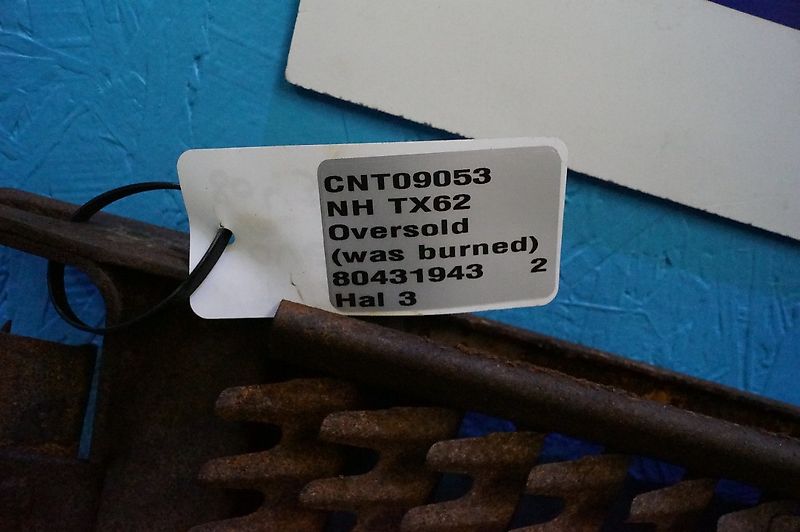 CNT09053
NH TX62
Oversold
(was burned)
80431943 2
Hal 3